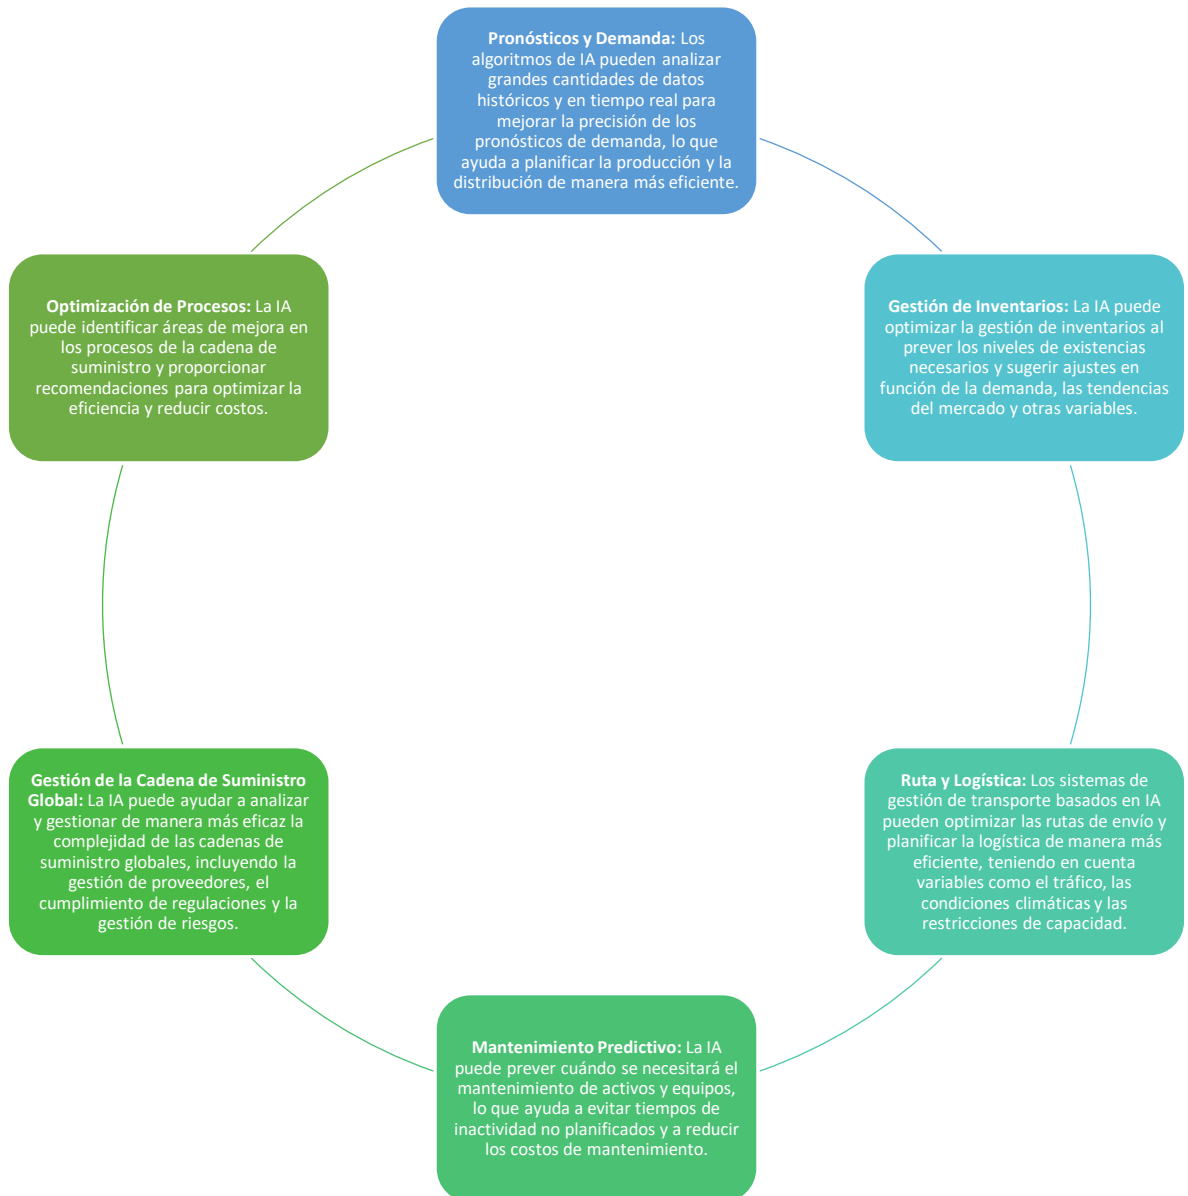 Pronósticos y Demanda: Los
algoritmos de IA pueden analizar
grandes cantidades de datos
históricos y en tiempo real para
mejorar la precisión de los
pronósticos de demanda, lo que
ayuda a planificar la producción y la
distribución de manera más eficiente.
Gestión de Inventarios: La IA puede
optimizar la gestión de inventarios al
prever los niveles de existencias
necesarios y sugerir ajustes en
función de la demanda, las tendencias
del mercado y otras variables.
Ruta y Logística: Los sistemas de
gestión de transporte basados en IA
pueden optimizar las rutas de envío y
planificar la logística de manera más
eficiente, teniendo en cuenta
variables como el tráfico, las
condiciones climáticas y las
restricciones de capacidad.
Mantenimiento Predictivo: La IA
puede prever cuándo se necesitará el
mantenimiento de activos y equipos,
lo que ayuda a evitar tiempos de
inactividad no planificados y a reducir
los costos de mantenimiento.
Gestión de la Cadena de Suministro
Global: La IA puede ayudar a analizar
y gestionar de manera más eficaz la
complejidad de las cadenas de
suministro globales, incluyendo la
gestión de proveedores, el
cumplimiento de regulaciones y la
gestión de riesgos.
Optimización de Procesos: La IA
puede identificar áreas de mejora en
los procesos de la cadena de
suministro y proporcionar
recomendaciones para optimizar la
eficiencia y reducir costos.